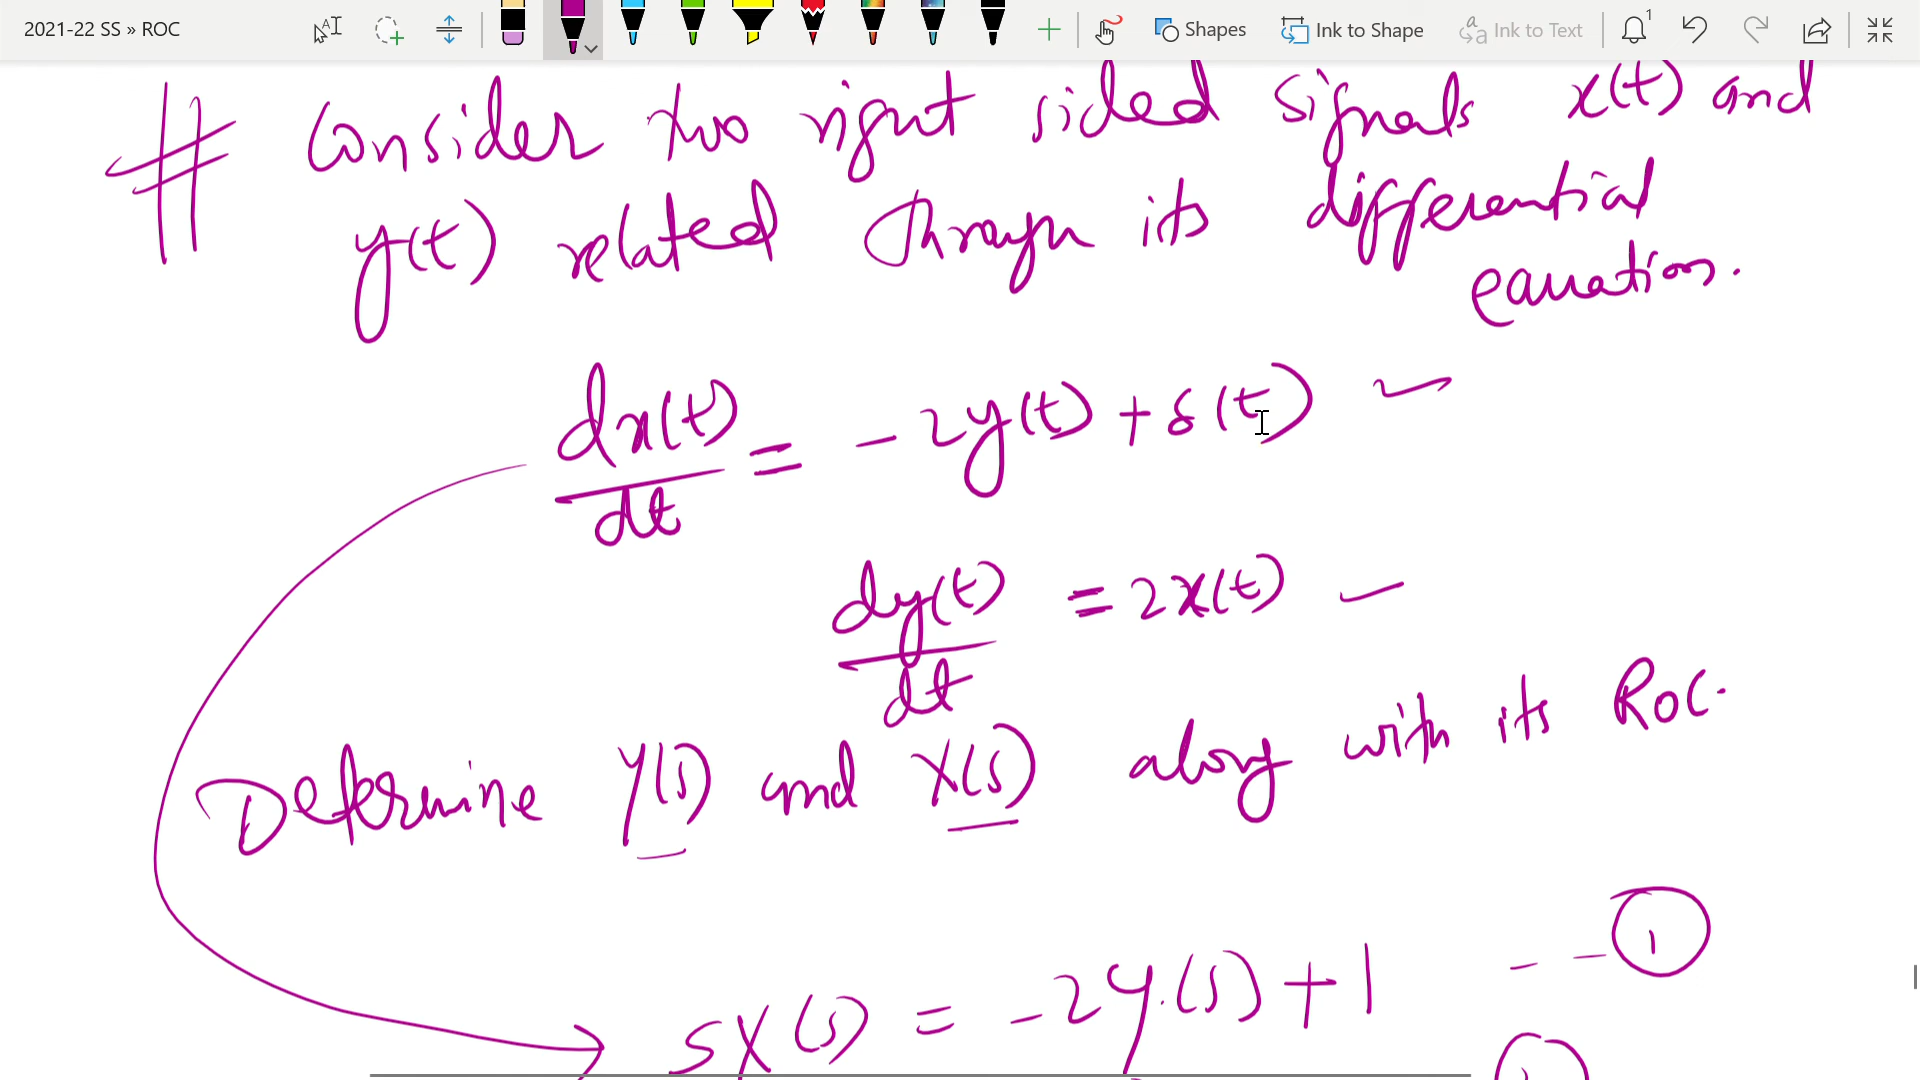 2021-22 SS » ROC
Shapes
Ink to Shape
Ink to Text
1
# Consider two right sided signals x(t) and
y(t) related through its differential
equation.
dx(t)/dt = -2y(t) + δ(t)
dy(t)/dt = 2x(t) -
Determine Y(s) and X(s) along with its ROC.
sX(s) = -2Y(s) + 1 -- ①